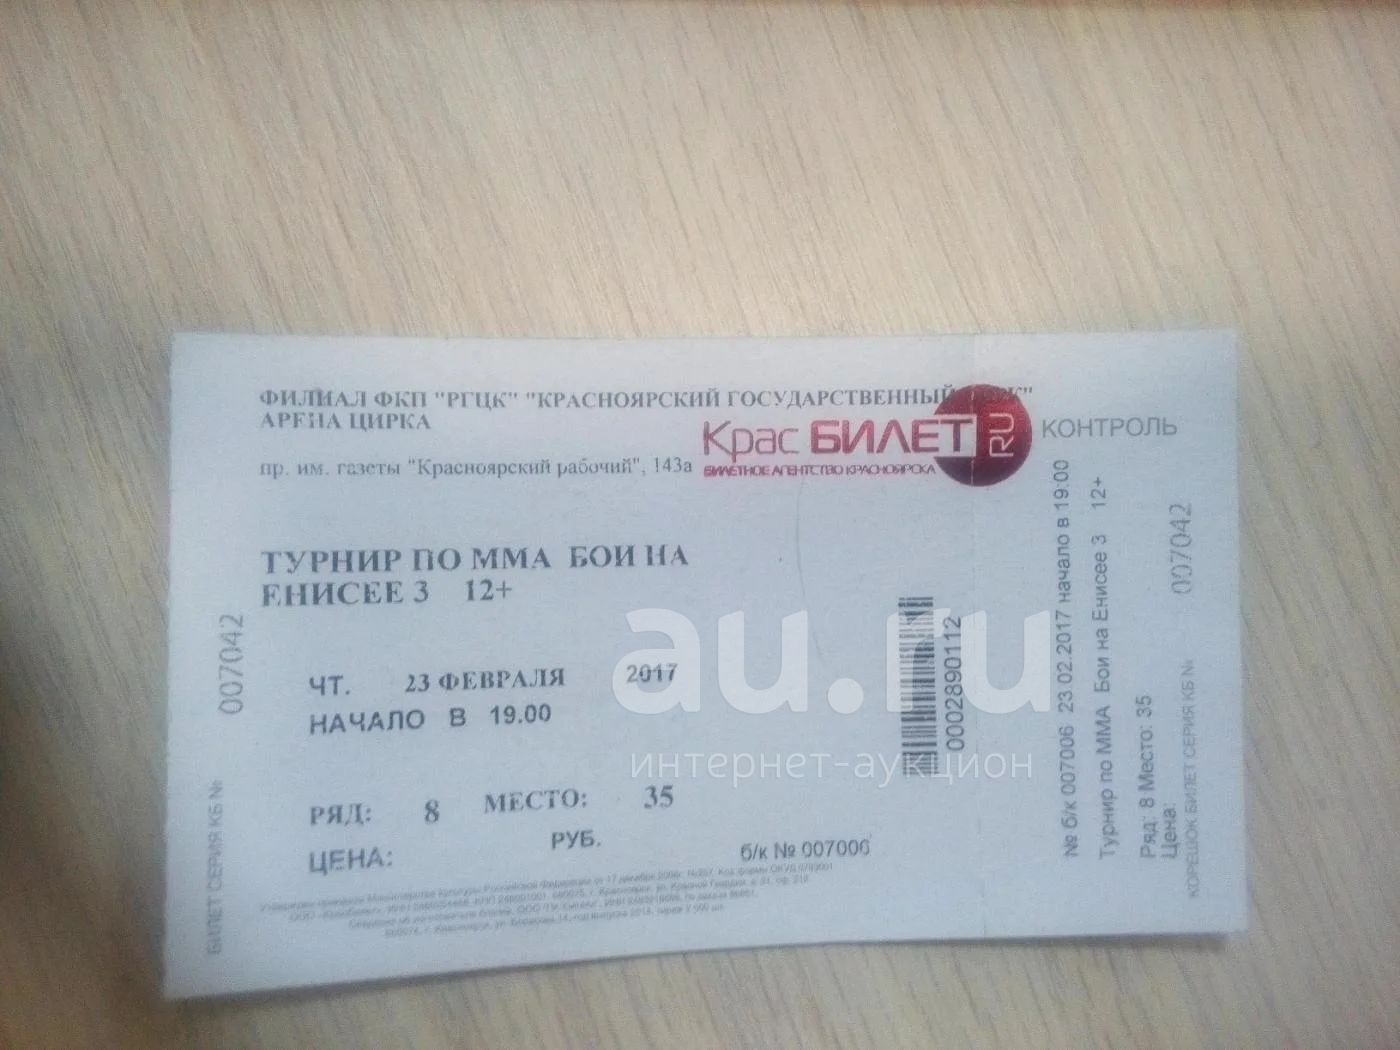 ФИЛИАЛ ФКП "РГЦК" "КРАСНОЯРСКИЙ ГОСУДАРСТВЕННЫЙ
АРЕНА ЦИРКА
Крас БИЛЕТ RU
БИЛЕТНОЕ АГЕНТСТВО КРАСНОЯРСКА
КОНТРОЛЬ
пр. им. газеты "Красноярский рабочий", 143а
ТУРНИР ПО ММА БОИ НА
ЕНИСЕЕ 3 12+
ЧТ. 23 ФЕВРАЛЯ 2017
НАЧАЛО В 19.00
РЯД: 8 МЕСТО: 35
ЦЕНА: РУБ.
б/к № 007006
БИЛЕТ СЕРИЯ КБ № 007042
0002890112
№ б/к 007006 23.02.2017 начало в 19:00
Турнир по ММА Бои на Енисее 3 12+
Ряд: 8 Место: 35
Цена:
КОРЕШОК БИЛЕТ СЕРИЯ КБ № 007042
au.ru
интернет-аукцион